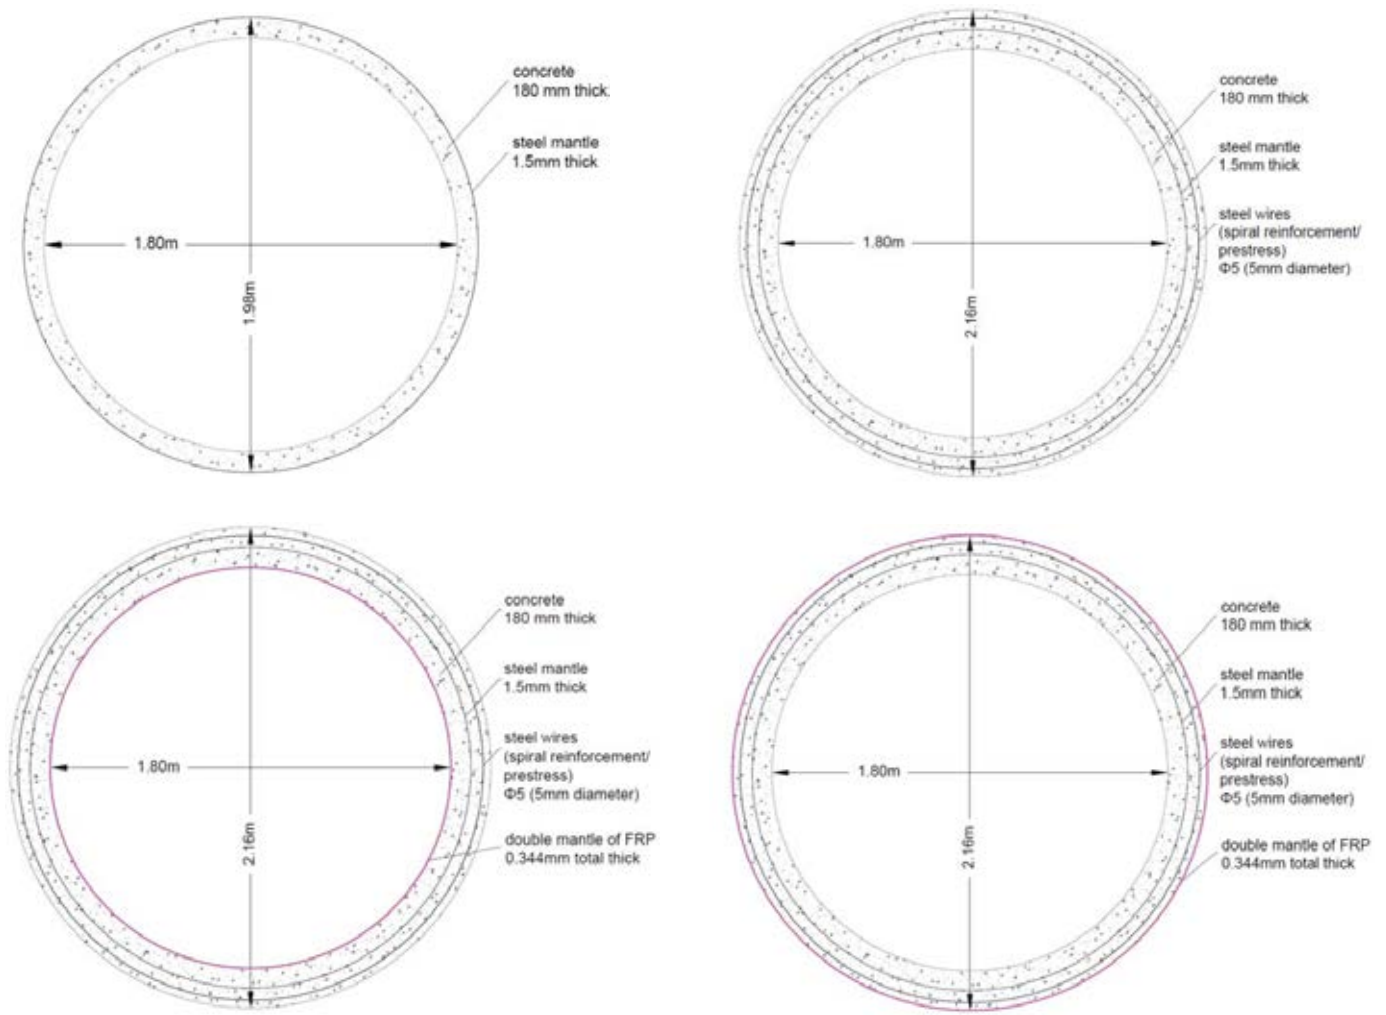 concrete
180 mm thick.
steel mantle
1.5mm thick
1.80m
1.98m
concrete
180 mm thick
steel mantle
1.5mm thick
steel wires
(spiral reinforcement/
prestress)
Φ5 (5mm diameter)
1.80m
2.16m
concrete
180 mm thick
steel mantle
1.5mm thick
steel wires
(spiral reinforcement/
prestress)
Φ5 (5mm diameter)
double mantle of FRP
0.344mm total thick
1.80m
2.16m
concrete
180 mm thick
steel mantle
1.5mm thick
steel wires
(spiral reinforcement/
prestress)
Φ5 (5mm diameter)
double mantle of FRP
0.344mm total thick
1.80m
2.16m